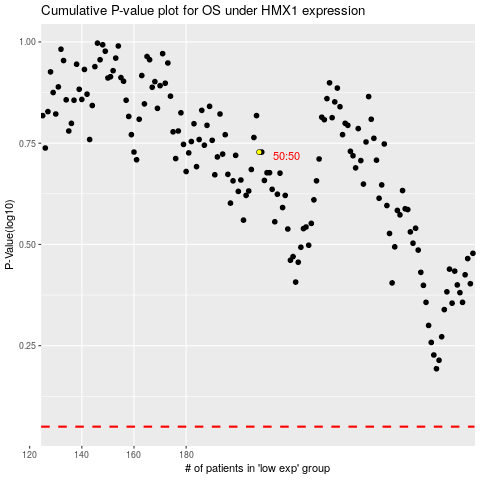 Cumulative P-value plot for OS under HMX1 expression
P-Value(log10)
1.00
0.75
0.50
0.25
50:50
124 140 160 180
# of patients in 'low exp' group